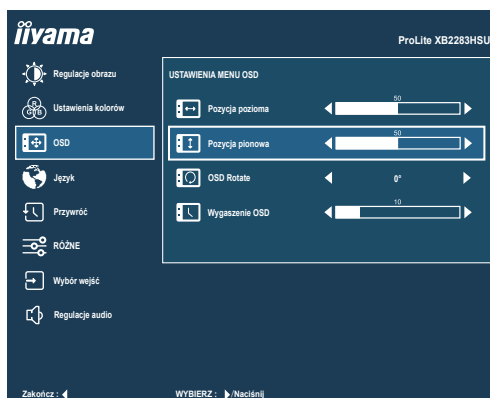 iiyama
ProLite XB2283HSU
Regulacje obrazu
USTAWIENIA MENU OSD
R
G B
Ustawienia kolorów
50
Pozycja pozioma
OSD
50
Pozycja pionowa
Język
OSD Rotate
0°
Przywróć
10
Wygaszenie OSD
RÓŻNE
Wybór wejść
Regulacje audio
Zakończ :
WYBIERZ : /Naciśnij